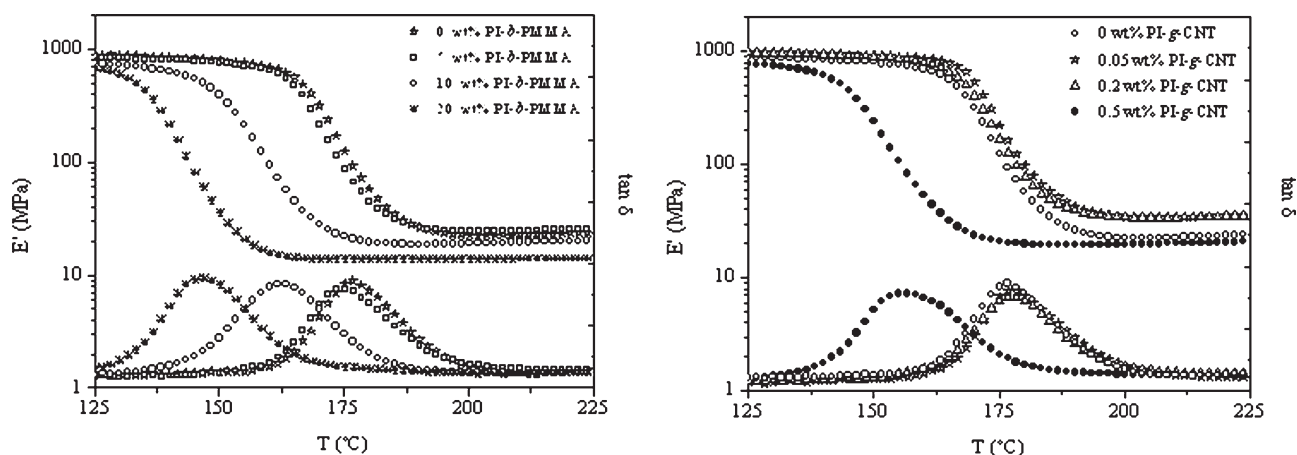 1000
100
10
1
E' (MPa)
125 150 175 200 225
T (°C)
tan δ
0 wt% PI-b-PMMA
wt% PI-b-PMMA
10 wt% PI-b-PMMA
20 wt% PI-b-PMMA
1000
100
10
1
E' (MPa)
125 150 175 200 225
T (°C)
tan δ
0 wt% PI-g-CNT
0.05 wt% PI-g-CNT
0.2 wt% PI-g-CNT
0.5 wt% PI-g-CNT